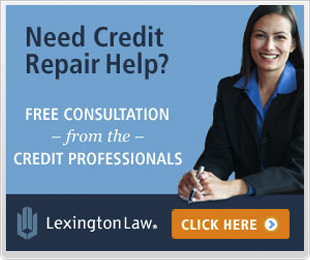 Need Credit
Repair Help?
FREE CONSULTATION
– from the –
CREDIT PROFESSIONALS
LexingtonLaw®
CLICK HERE